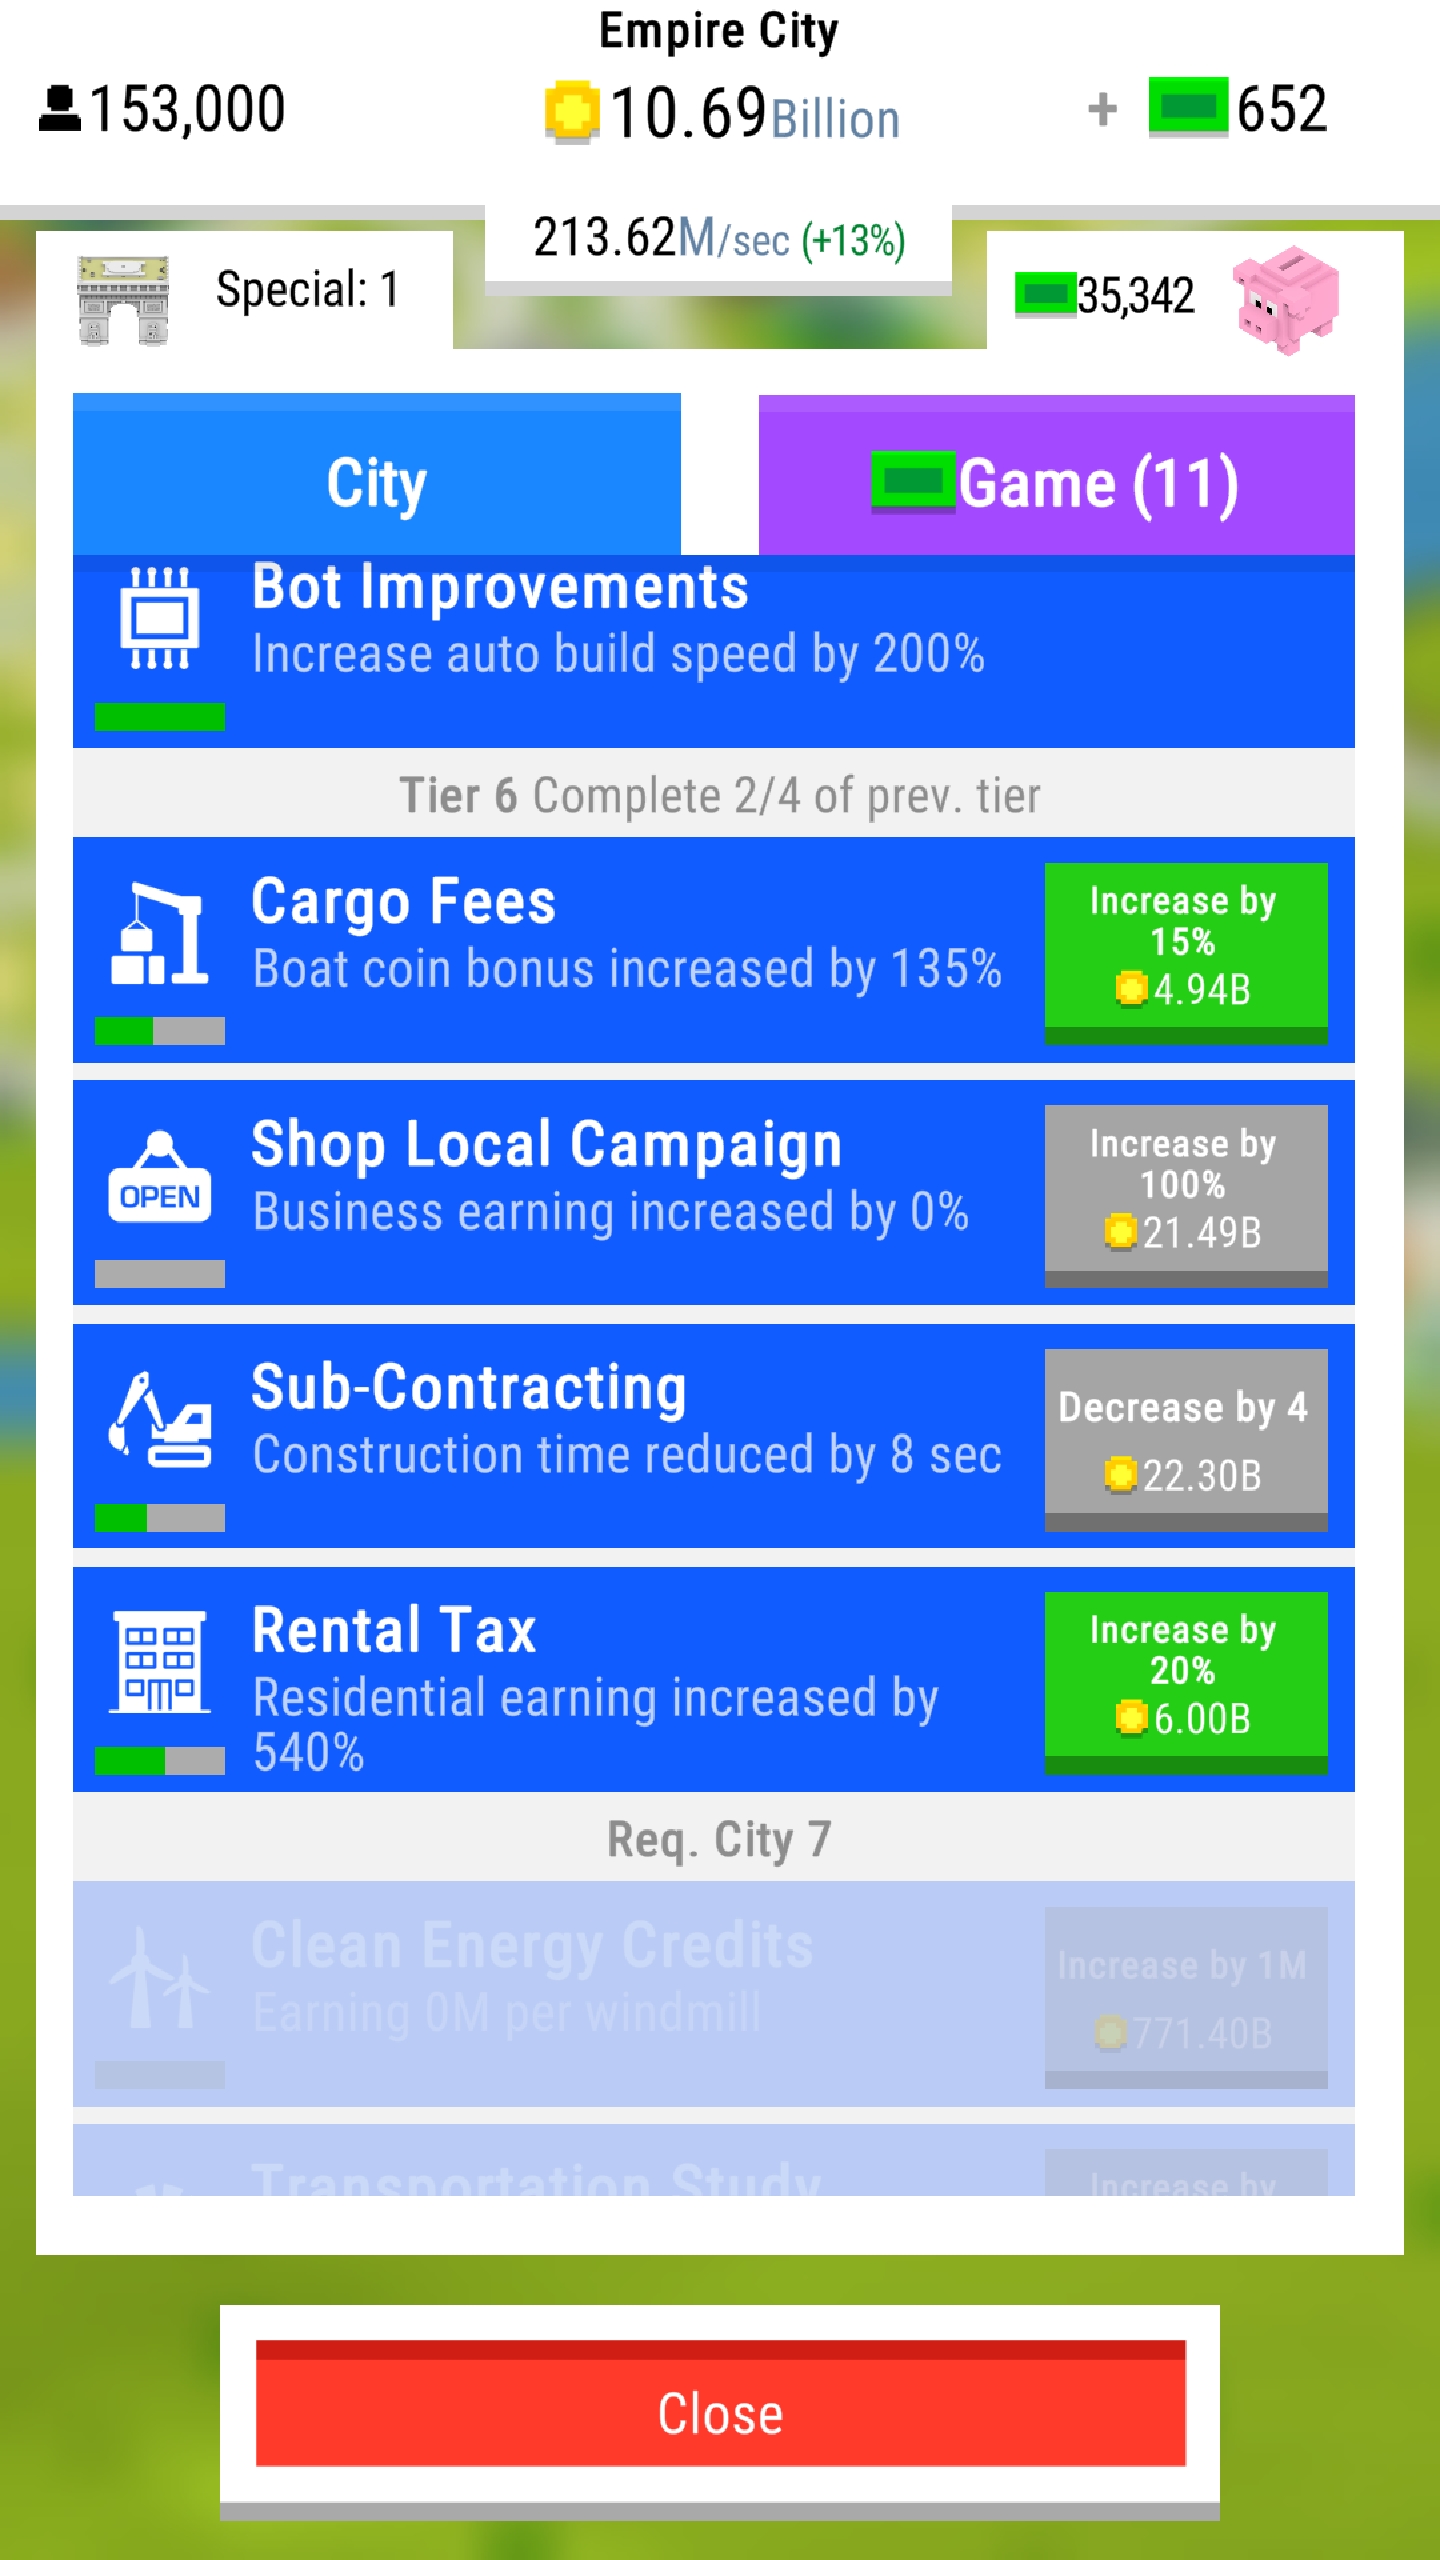 Empire City
153,000
10.69Billion
+ 652
213.62M/sec (+13%)
Special: 1
35,342
City
Game (11)
Bot Improvements
Increase auto build speed by 200%
Tier 6 Complete 2/4 of prev. tier
Cargo Fees
Boat coin bonus increased by 135%
Increase by
15%
4.94B
Shop Local Campaign
OPEN
Business earning increased by 0%
Increase by
100%
21.49B
Sub-Contracting
Construction time reduced by 8 sec
Decrease by 4
22.30B
Rental Tax
Residential earning increased by
540%
Increase by
20%
6.00B
Req. City 7
Clean Energy Credits
Earning 0M per windmill
Increase by 1M
771.40B
Transportation Study
Increase by
Close